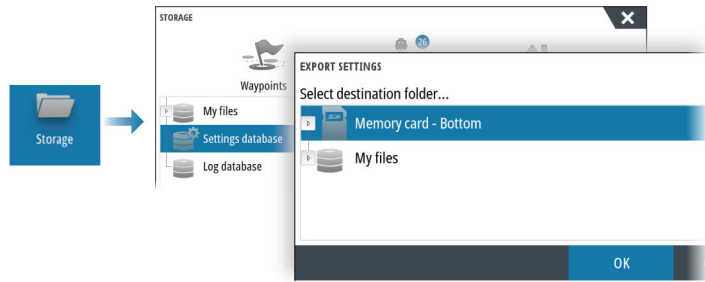 STORAGE
26
Waypoints
My files
Settings database
Log database
Storage
EXPORT SETTINGS
Select destination folder...
Memory card - Bottom
My files
OK